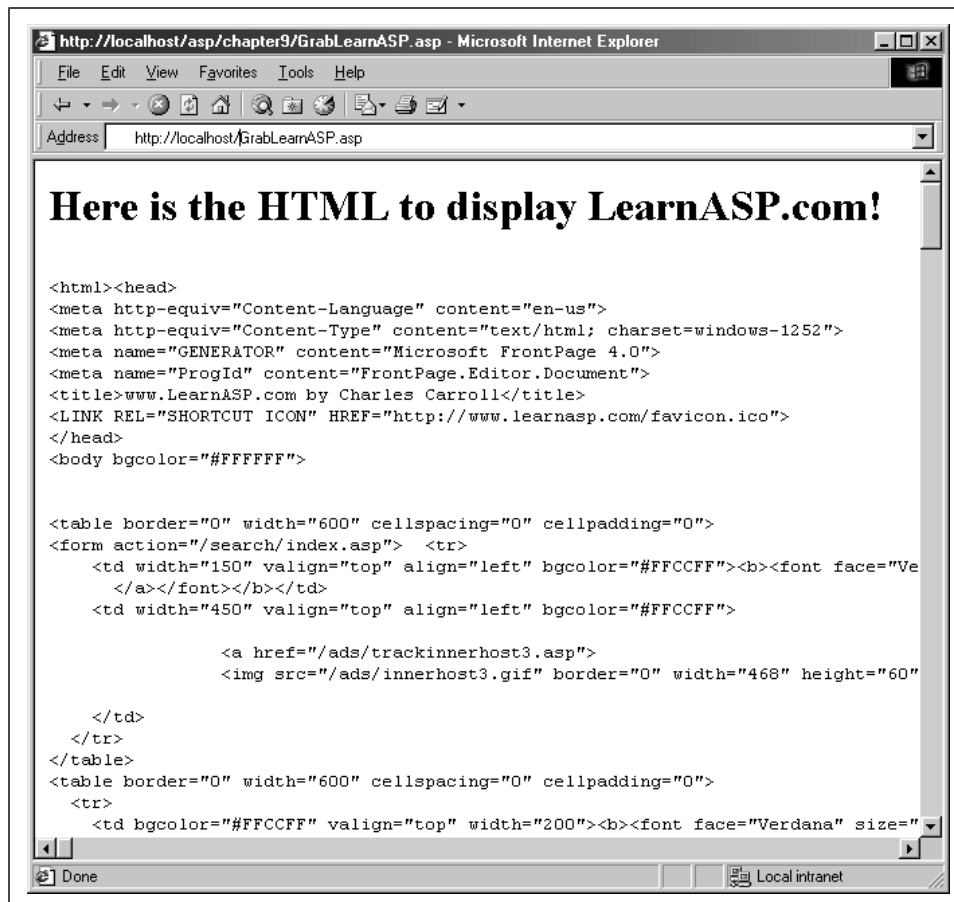 http://localhost/asp/chapter9/GrabLearnASP.asp - Microsoft Internet Explorer
File Edit View Favorites Tools Help
Address http://localhost/GrabLearnASP.asp
Here is the HTML to display LearnASP.com!
<html><head>
<meta http-equiv="Content-Language" content="en-us">
<meta http-equiv="Content-Type" content="text/html; charset=windows-1252">
<meta name="GENERATOR" content="Microsoft FrontPage 4.0">
<meta name="ProgId" content="FrontPage.Editor.Document">
<title>www.LearnASP.com by Charles Carroll</title>
<LINK REL="SHORTCUT ICON" HREF="http://www.learnasp.com/favicon.ico">
</head>
<body bgcolor="#FFFFFF">
<table border="0" width="600" cellspacing="0" cellpadding="0">
<form action="/search/index.asp">  <tr>
    <td width="150" valign="top" align="left" bgcolor="#FFCCFF"><b><font face="Ve
      </a></font></b></td>
    <td width="450" valign="top" align="left" bgcolor="#FFCCFF">
                <a href="/ads/trackinnerhost3.asp">
                <img src="/ads/innerhost3.gif" border="0" width="468" height="60"
    </td>
  </tr>
</table>
<table border="0" width="600" cellspacing="0" cellpadding="0">
  <tr>
    <td bgcolor="#FFCCFF" valign="top" width="200"><b><font face="Verdana" size="
Done Local intranet